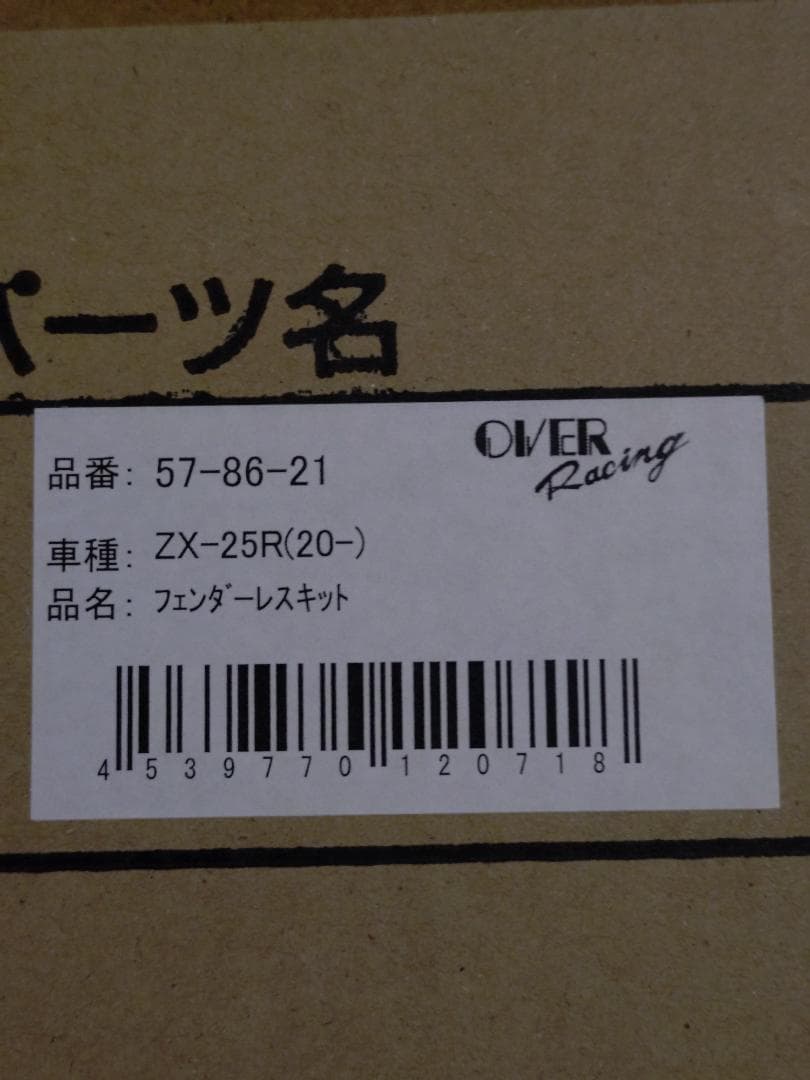 パーツ名
OVER
Racing
品番: 57-86-21
車種: ZX-25R(20-)
品名: フェンダーレスキット
4 539770 120718